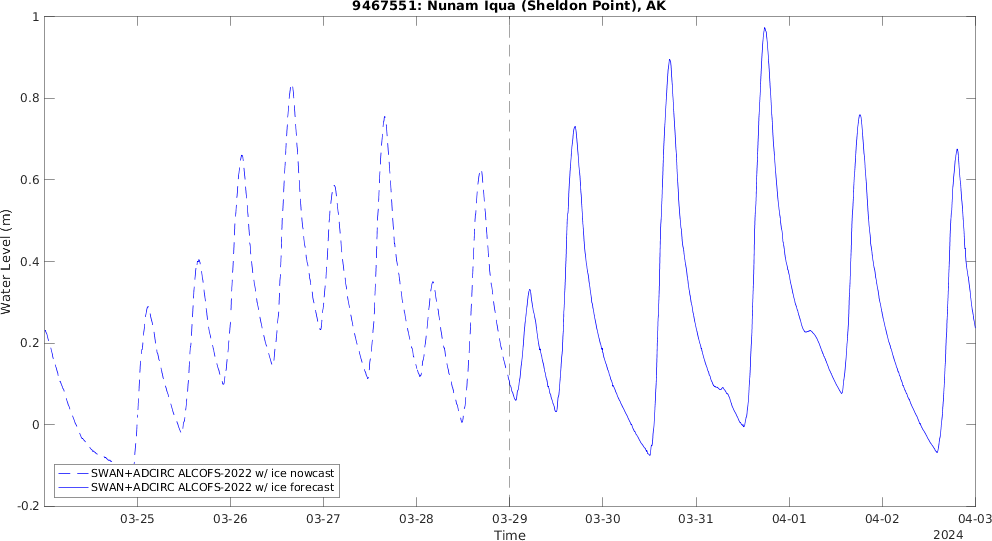 9467551: Nunam Iqua (Sheldon Point), AK
1
0.8
0.6
0.4
0.2
0
-0.2
Water Level (m)
SWAN+ADCIRC ALCOFS-2022 w/ ice nowcast
SWAN+ADCIRC ALCOFS-2022 w/ ice forecast
03-25 03-26 03-27 03-28 03-29 03-30 03-31 04-01 04-02 04-03
Time
2024